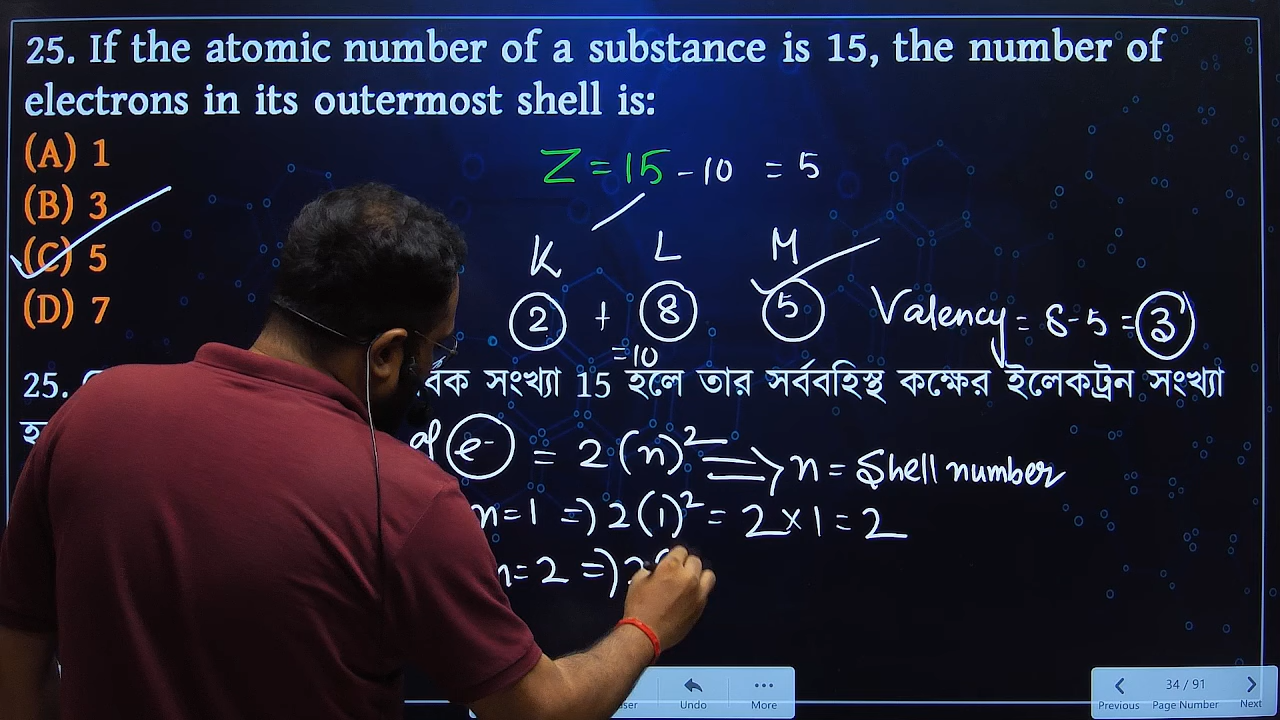 25. If the atomic number of a substance is 15, the number of
electrons in its outermost shell is:
(A) 1
(B) 3
(C) 5
(D) 7
Z = 15 - 10 = 5
K L M
2 + 8 5 Valency = 8-5 = 3
=10
25. সংখ্যা 15 হলে তার সর্ববহিস্থ কক্ষের ইলেকট্রন সংখ্যা
of e- = 2(n)² => n = Shell number
n=1 => 2(1)² = 2×1 = 2
n=2 =>
Undo
More
34 / 91
Previous Page Number Next